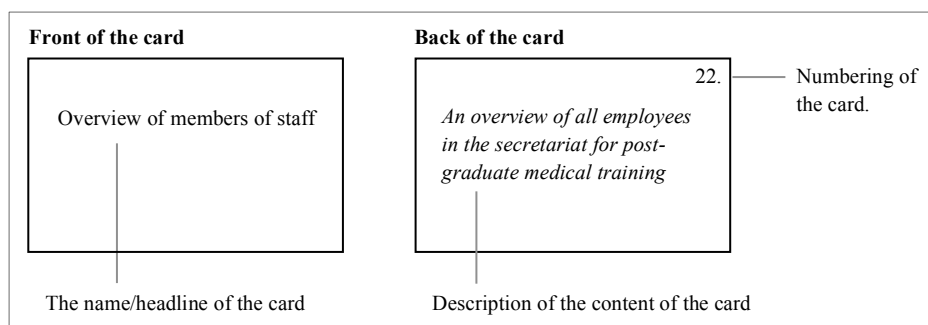 Front of the card
Overview of members of staff
The name/headline of the card
Back of the card
22.
An overview of all employees
in the secretariat for post-
graduate medical training
Numbering of
the card.
Description of the content of the card